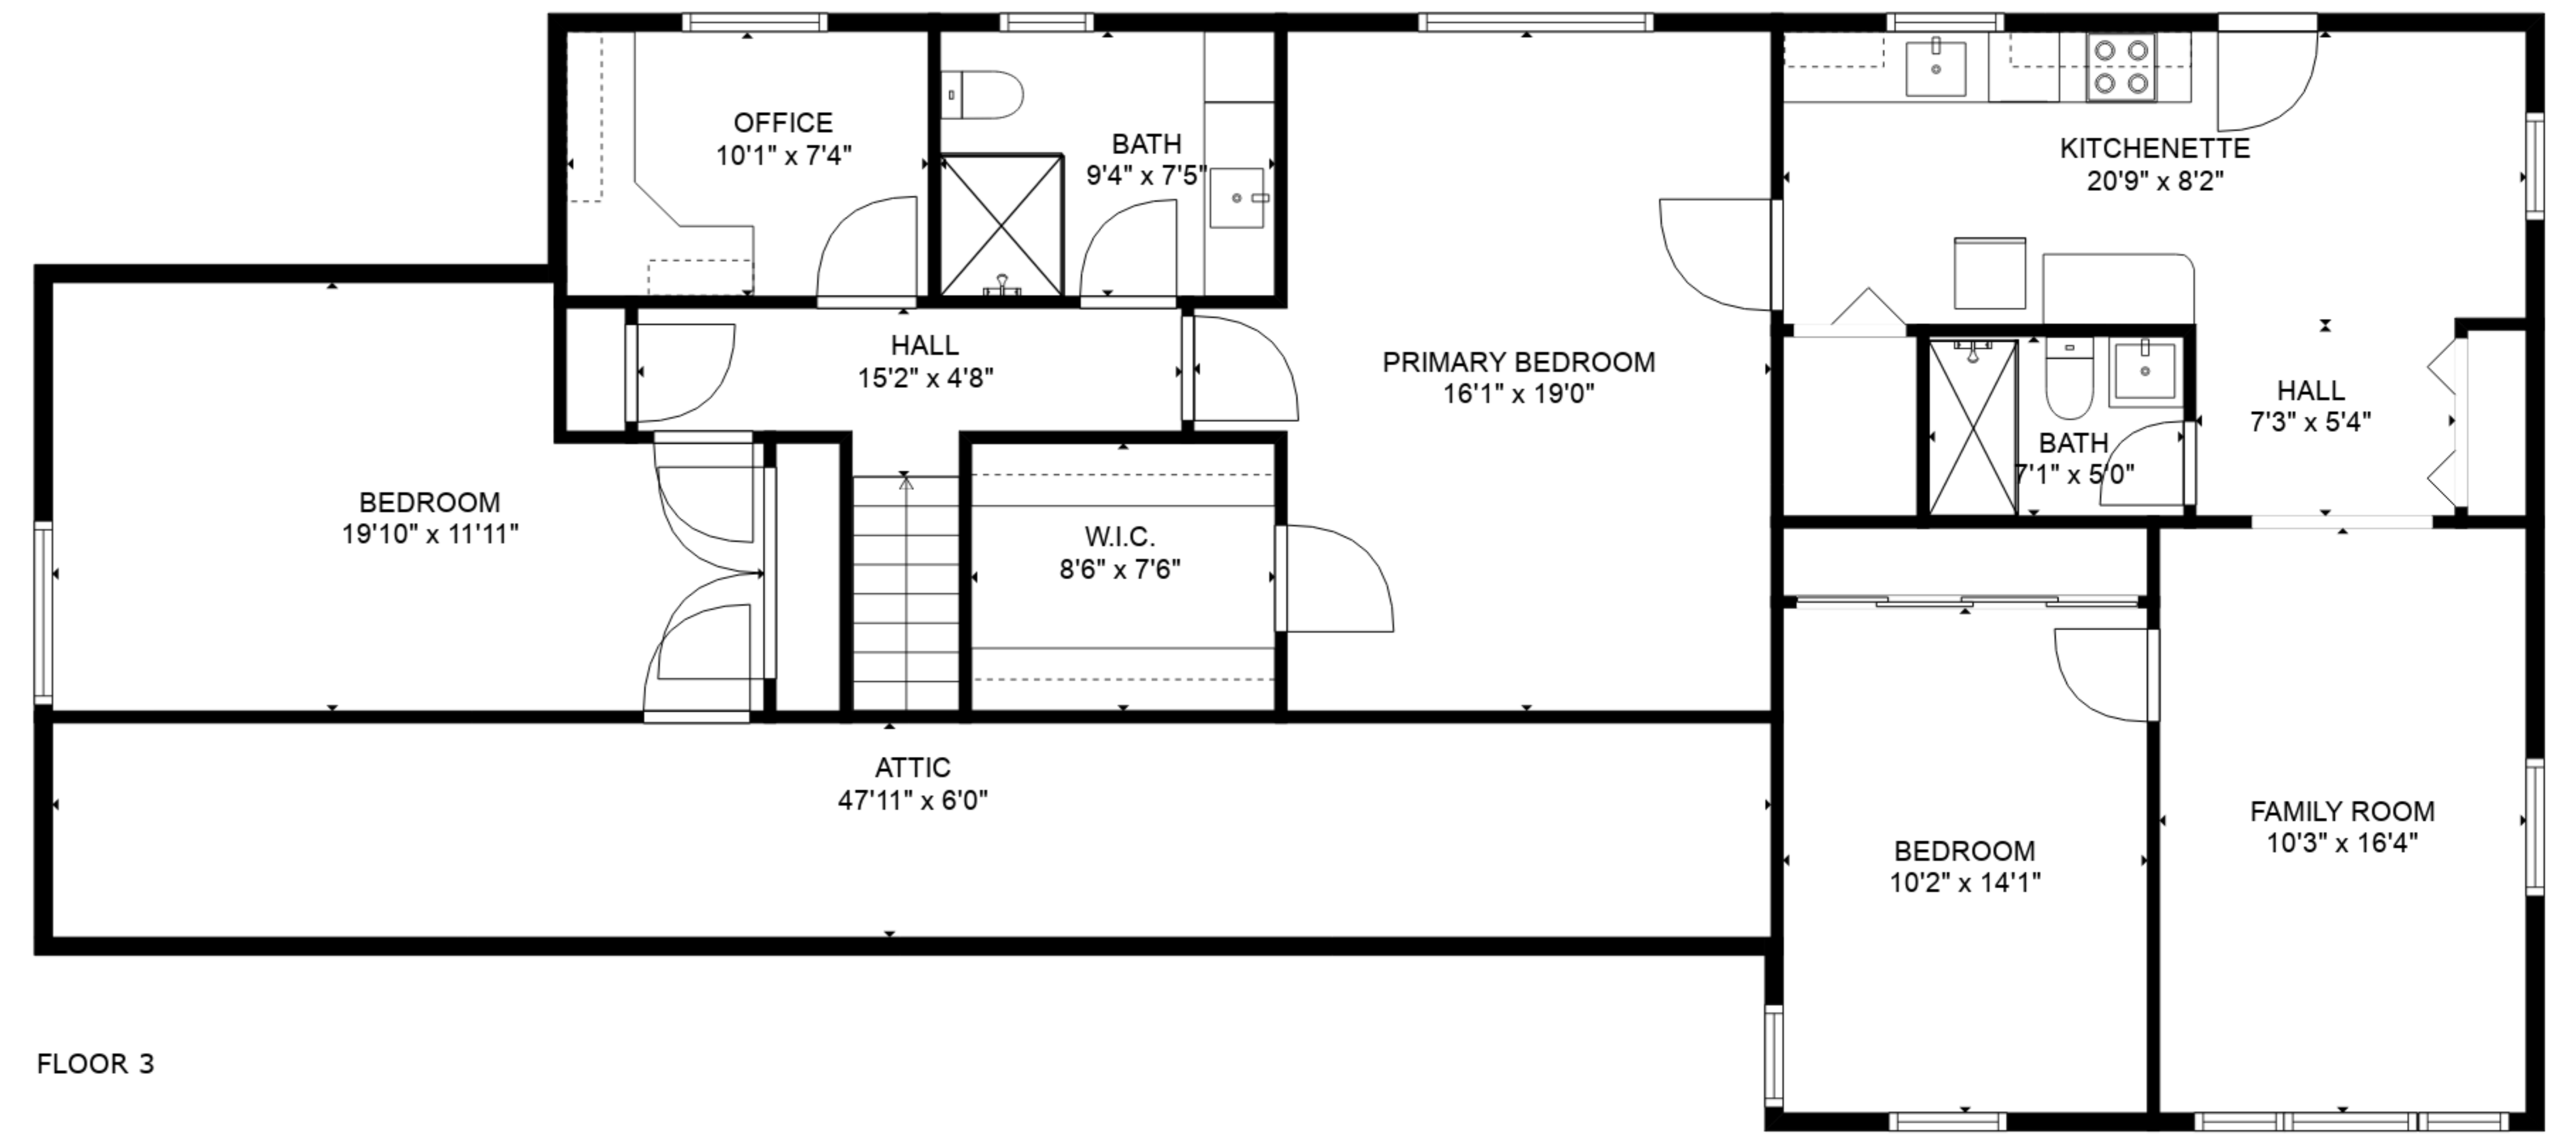 OFFICE
10'1" x 7'4"
BATH
9'4" x 7'5"
KITCHENETTE
20'9" x 8'2"
HALL
15'2" x 4'8"
PRIMARY BEDROOM
16'1" x 19'0"
HALL
7'3" x 5'4"
BATH
7'1" x 5'0"
BEDROOM
19'10" x 11'11"
W.I.C.
8'6" x 7'6"
ATTIC
47'11" x 6'0"
FAMILY ROOM
10'3" x 16'4"
BEDROOM
10'2" x 14'1"
FLOOR 3